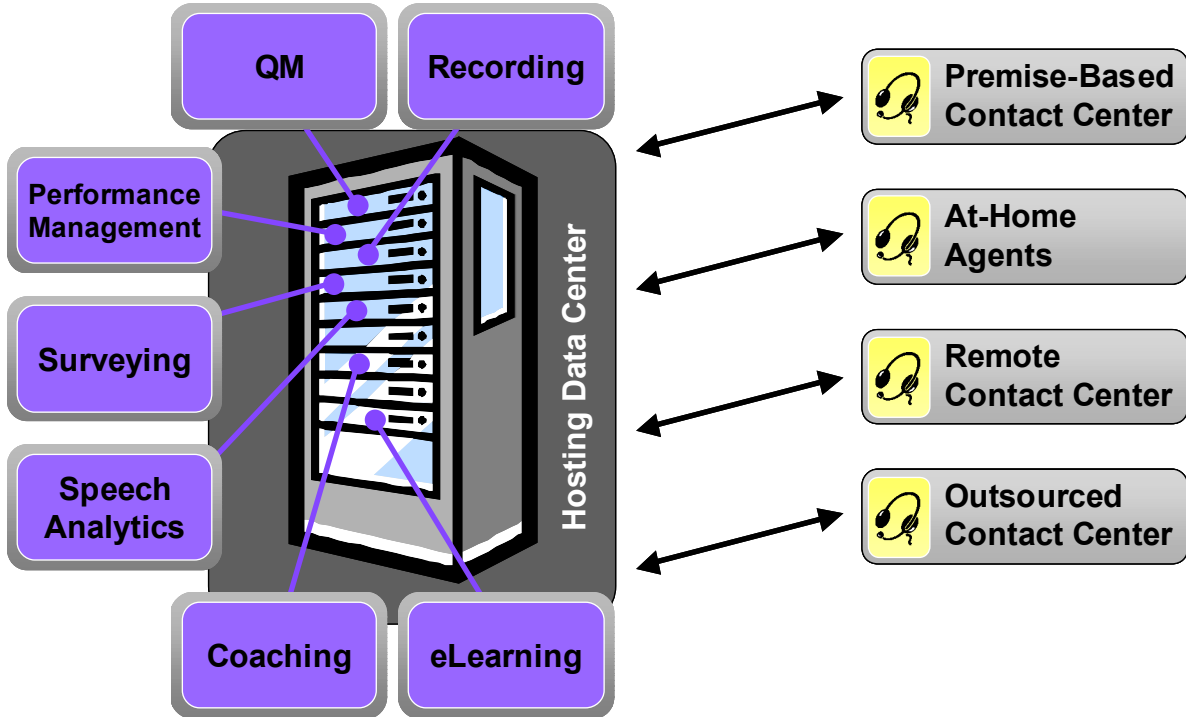 QM
Recording
Performance
Management
Surveying
Speech
Analytics
Coaching
eLearning
Hosting Data Center
Premise-Based
Contact Center
At-Home
Agents
Remote
Contact Center
Outsourced
Contact Center